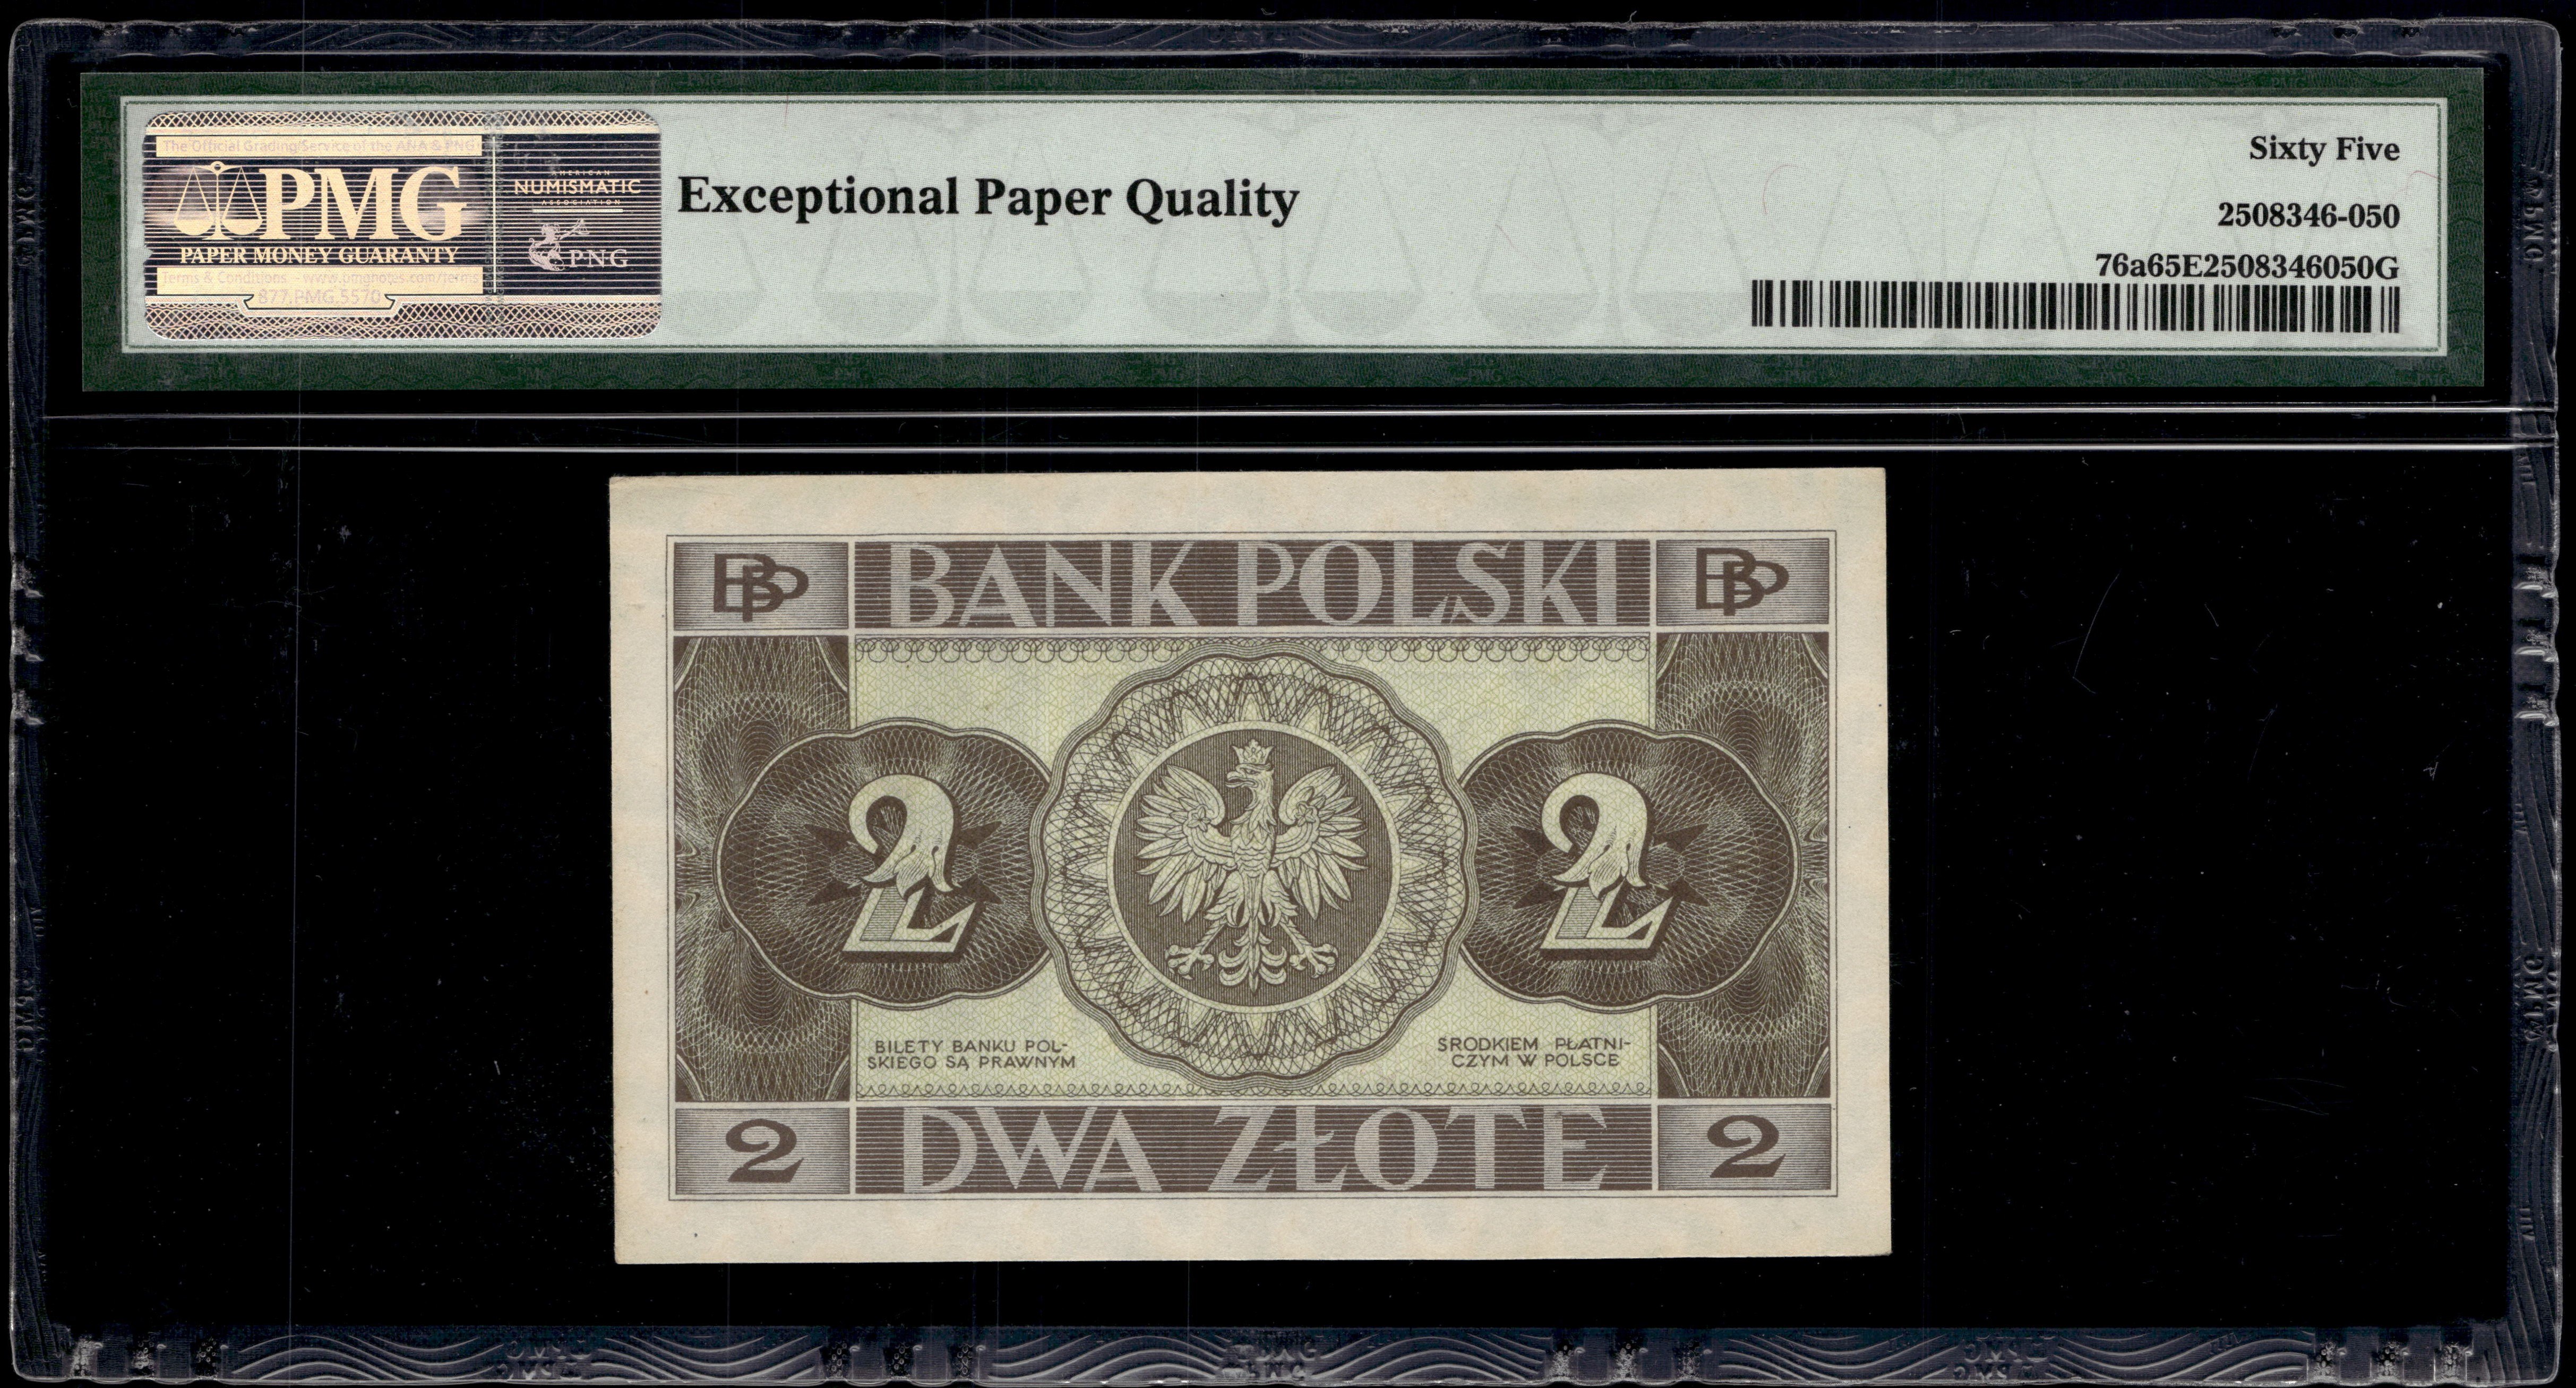 The Official Grading Service of the ANA & PNG
PMG
PAPER MONEY GUARANTY
Terms & Conditions - www.pmgnotes.com/terms
877.PMG.5570
AMERICAN
NUMISMATIC
ASSOCIATION
PNG
Exceptional Paper Quality
Sixty Five
2508346-050
76a65E2508346050G
BP BANK POLSKI BP
2 2
BILETY BANKU POL-
SKIEGO SĄ PRAWNYM
SRODKIEM PŁATNI-
CZYM W POLSCE
2 DWA ZŁOTE 2